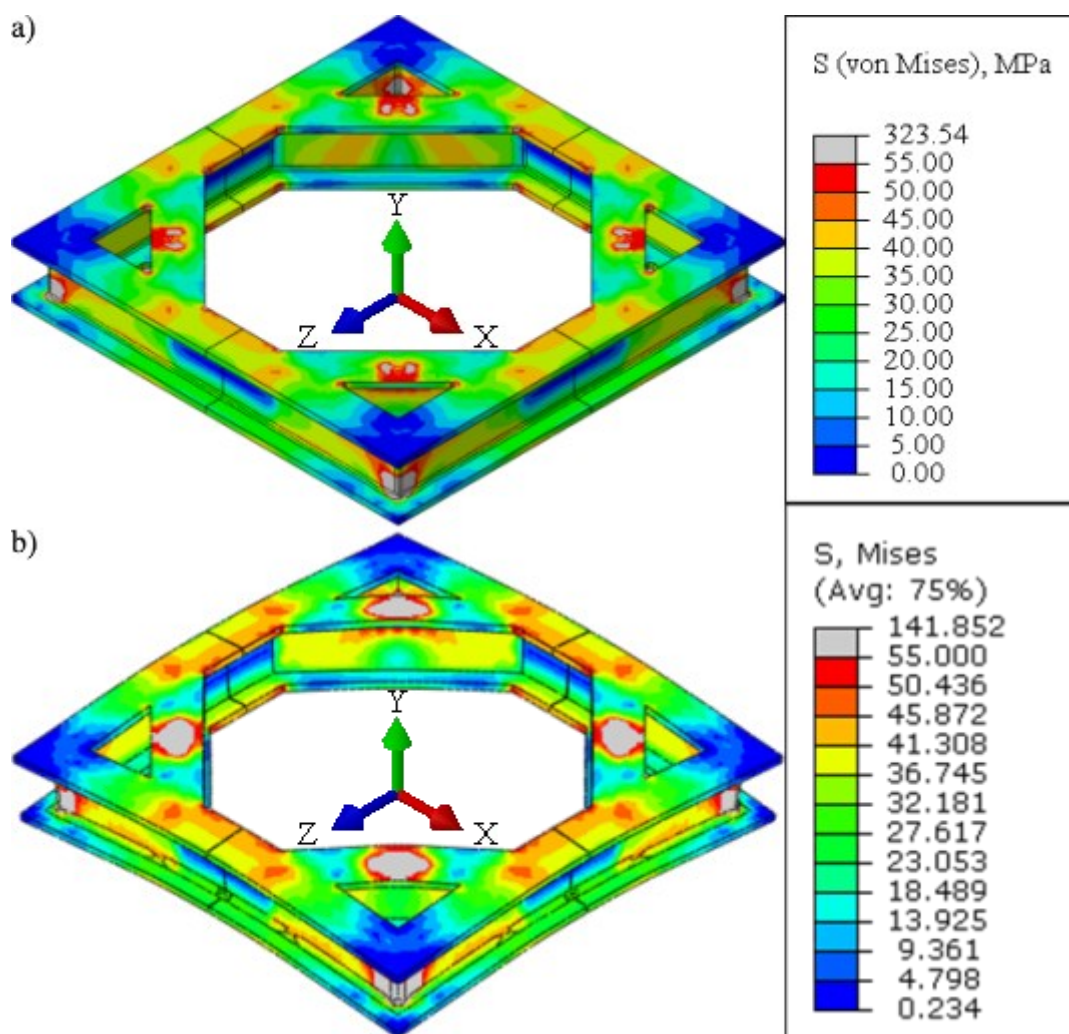 a)
S (von Mises), MPa
323.54
55.00
50.00
45.00
40.00
35.00
30.00
25.00
20.00
15.00
10.00
5.00
0.00
Y
Z
X
b)
S, Mises
(Avg: 75%)
141.852
55.000
50.436
45.872
41.308
36.745
32.181
27.617
23.053
18.489
13.925
9.361
4.798
0.234
Y
Z
X